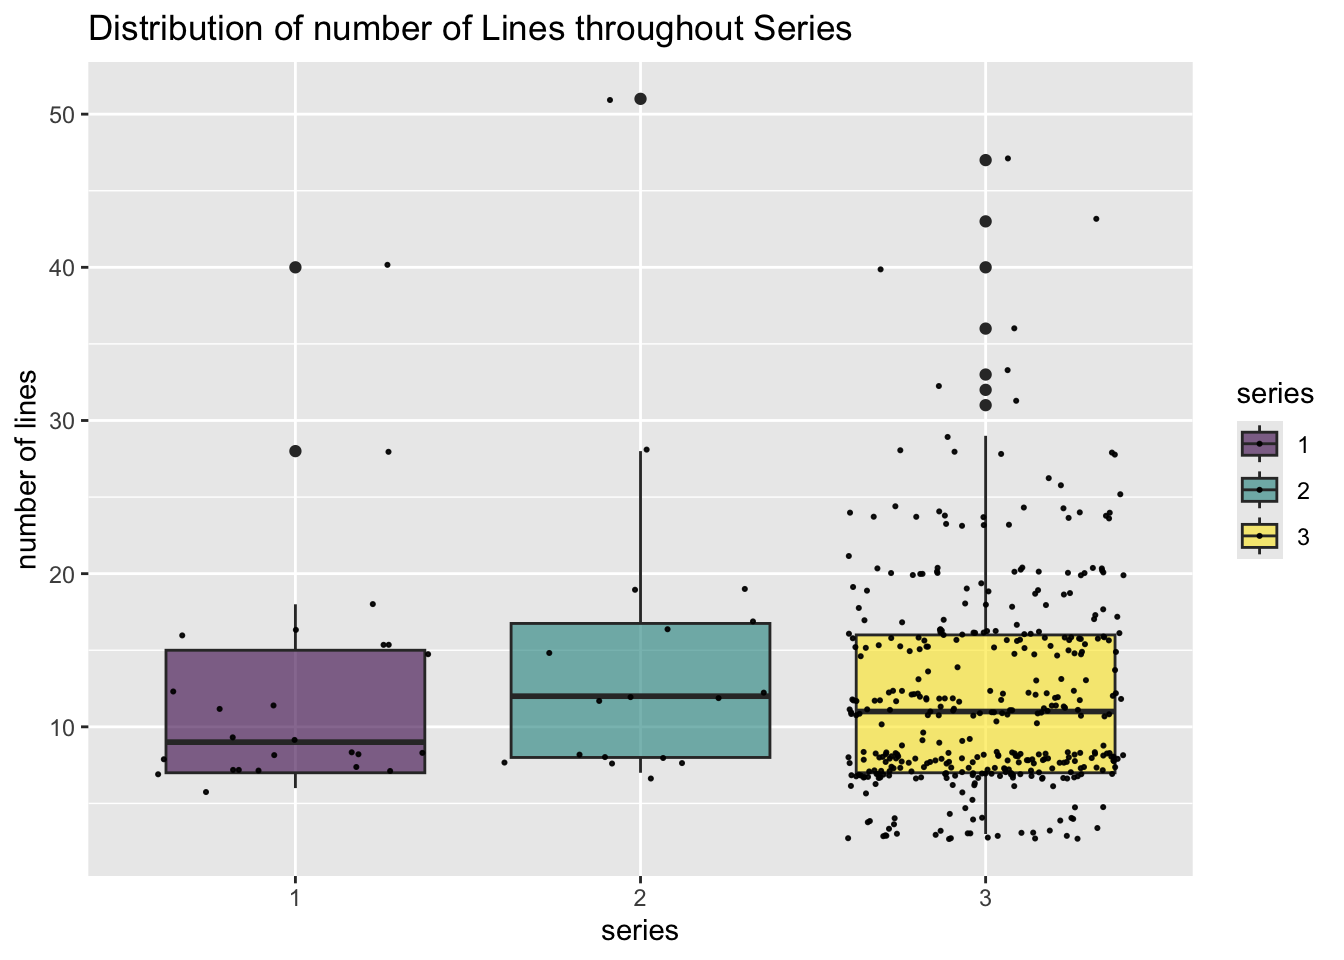 Distribution of number of Lines throughout Series
50
40
30
20
10
number of lines
1
2
3
series
series
1
2
3